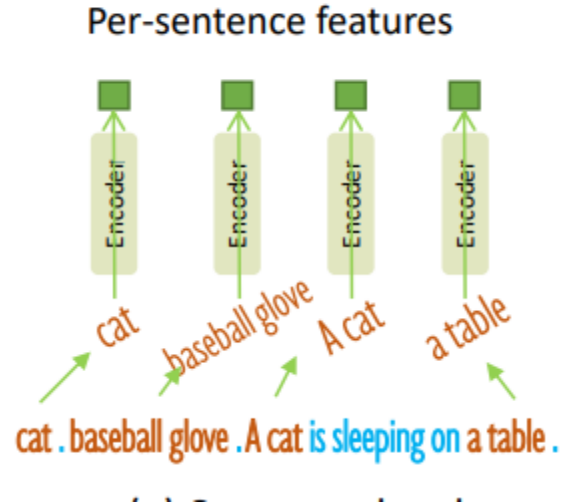 Per-sentence features
Encoder Encoder Encoder Encoder
cat baseball glove A cat a table
cat . baseball glove . A cat is sleeping on a table .